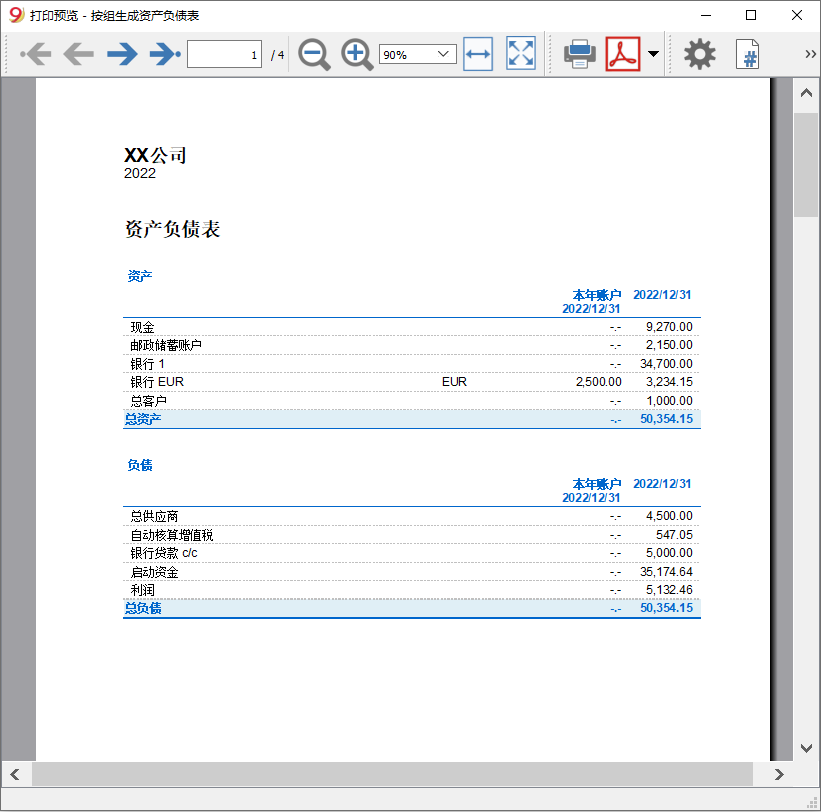 打印预览 - 按组生成资产负债表
1 / 4 90% #
XX公司
2022
资产负债表
资产
本年账户 2022/12/31
2022/12/31
现金 -.- 9,270.00
邮政储蓄账户 -.- 2,150.00
银行 1 -.- 34,700.00
银行 EUR EUR 2,500.00 3,234.15
总客户 -.- 1,000.00
总资产 -.- 50,354.15
负债
本年账户 2022/12/31
2022/12/31
总供应商 -.- 4,500.00
自动核算增值税 -.- 547.05
银行贷款 c/c -.- 5,000.00
启动资金 -.- 35,174.64
利润 -.- 5,132.46
总负债 -.- 50,354.15